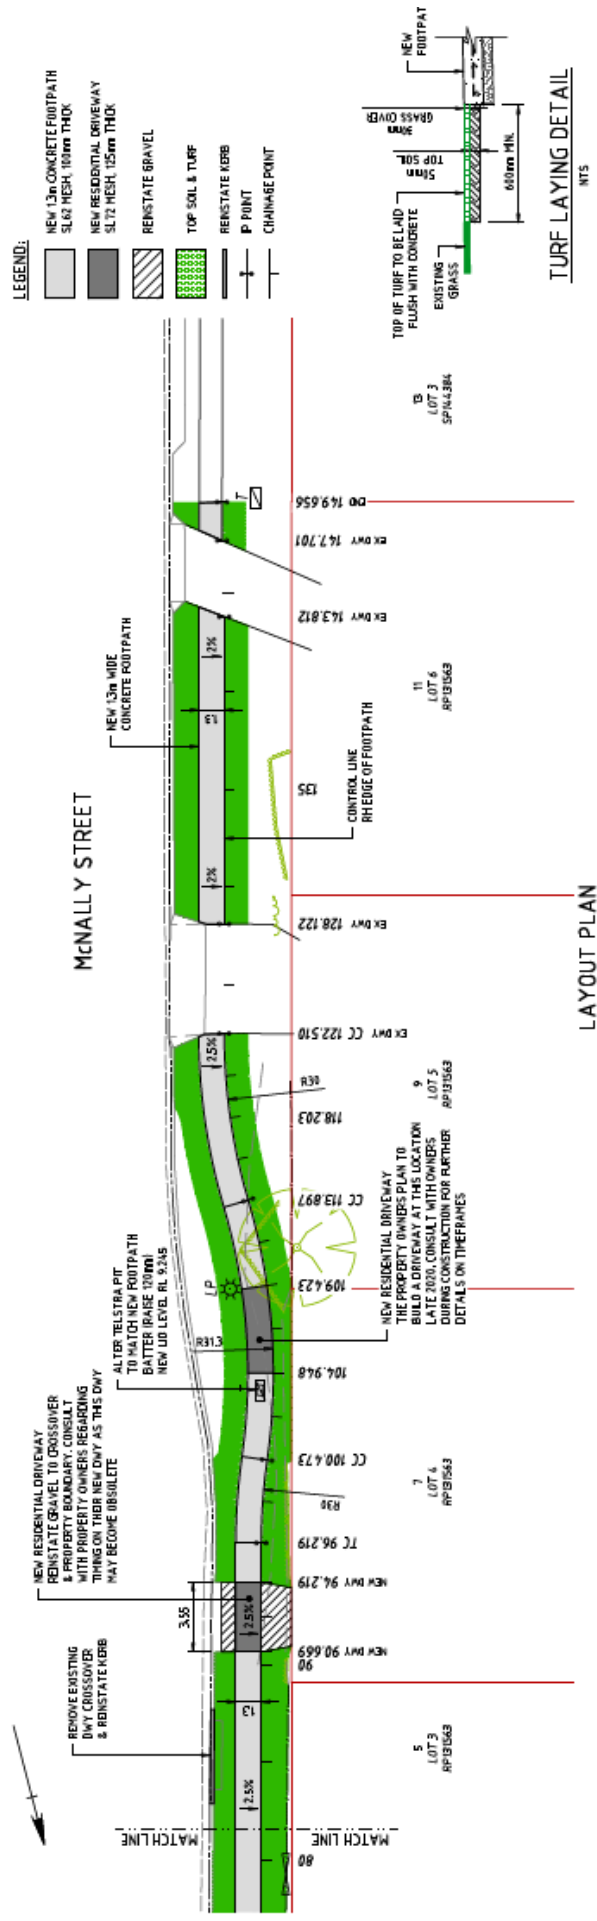 LEGEND:
NEW 1.3m CONCRETE FOOTPATH
SL62 MESH, 100mm THICK
NEW RESIDENTIAL DRIVEWAY
SL72 MESH, 125mm THICK
REINSTATE GRAVEL
TOP SOIL & TURF
REINSTATE KERB
IP POINT
CHAINAGE POINT
McNALLY STREET
MATCH LINE
MATCH LINE
REMOVE EXISTING
DWY CROSSOVER
& REINSTATE KERB
NEW RESIDENTIAL DRIVEWAY
REINSTATE GRAVEL TO CROSSOVER
& PROPERTY BOUNDARY. CONSULT
WITH PROPERTY OWNERS REGARDING
TIMING ON THEIR NEW DWY AS THIS DWY
MAY BECOME OBSOLETE
ALTER TELSTRA PIT
TO MATCH NEW FOOTPATH
BATTER (RAISE 120mm)
NEW LID LEVEL RL 9.245
NEW 1.3m WIDE
CONCRETE FOOTPATH
CONTROL LINE
RH EDGE OF FOOTPATH
NEW RESIDENTIAL DRIVEWAY
THE PROPERTY OWNERS PLAN TO
BUILD A DRIVEWAY AT THIS LOCATION
LATE 2020, CONSULT WITH OWNERS
DURING CONSTRUCTION FOR FURTHER
DETAILS ON TIMEFRAMES
3.55
2.5%
1.3
2.5%
R31.3
LP
2.5%
2%
1.3
2%
T
R30
R30
80
90
NEW DWY 90.669
NEW DWY 94.219
TC 96.219
CC 100.473
104.948
109.423
CC 113.897
118.203
EX DWY CC 122.510
EX DWY 128.122
135
EX DWY 143.812
EX DWY 147.701
END 149.656
5
LOT 3
RP131563
7
LOT 4
RP131563
9
LOT 5
RP131563
11
LOT 6
RP131563
13
LOT 3
SP144384
LAYOUT PLAN
TOP OF TURF TO BE LAID
FLUSH WITH CONCRETE
EXISTING
GRASS
NEW
FOOTPAT
50mm
TOP SOIL
30mm
GRASS COVER
600mm MIN.
TURF LAYING DETAIL
NTS